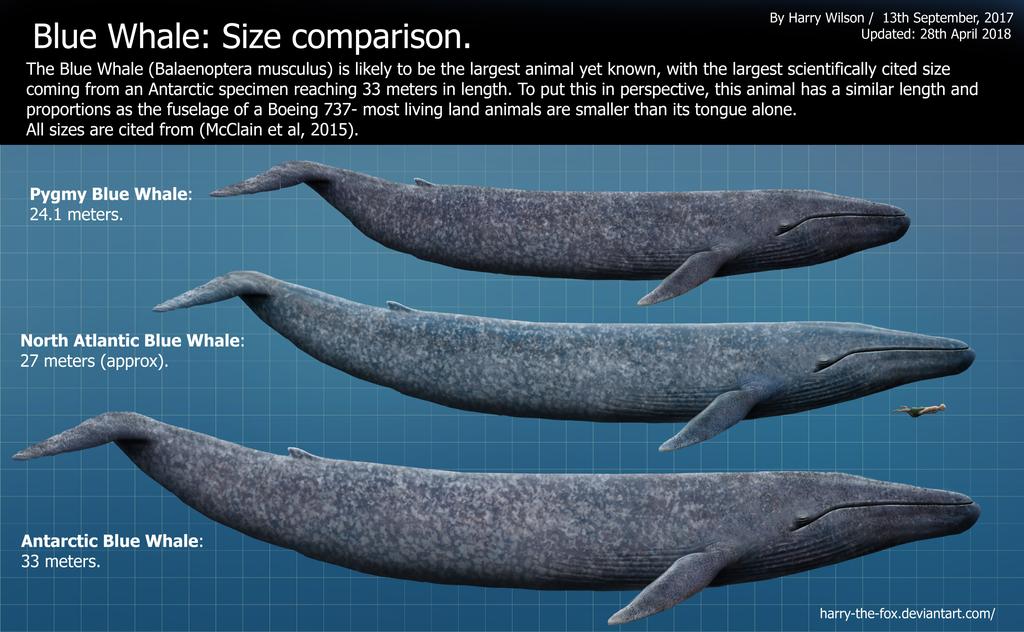 Blue Whale: Size comparison.
By Harry Wilson / 13th September, 2017
Updated: 28th April 2018
The Blue Whale (Balaenoptera musculus) is likely to be the largest animal yet known, with the largest scientifically cited size
coming from an Antarctic specimen reaching 33 meters in length. To put this in perspective, this animal has a similar length and
proportions as the fuselage of a Boeing 737- most living land animals are smaller than its tongue alone.
All sizes are cited from (McClain et al, 2015).
Pygmy Blue Whale:
24.1 meters.
North Atlantic Blue Whale:
27 meters (approx).
Antarctic Blue Whale:
33 meters.
harry-the-fox.deviantart.com/